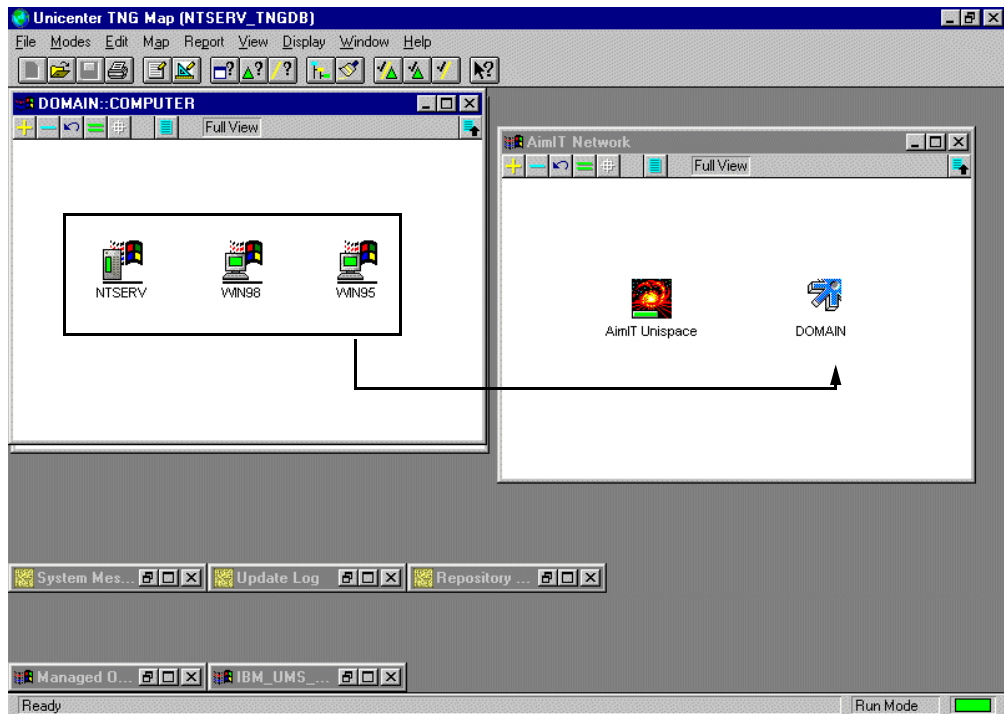 Unicenter TNG Map (NTSERV_TNGDB)
File Modes Edit Map Report View Display Window Help
DOMAIN::COMPUTER
Full View
NTSERV WIN98 WIN95
AimIT Network
Full View
AimIT Unispace DOMAIN
System Mes... Update Log Repository ...
Managed O... IBM_UMS_...
Ready Run Mode